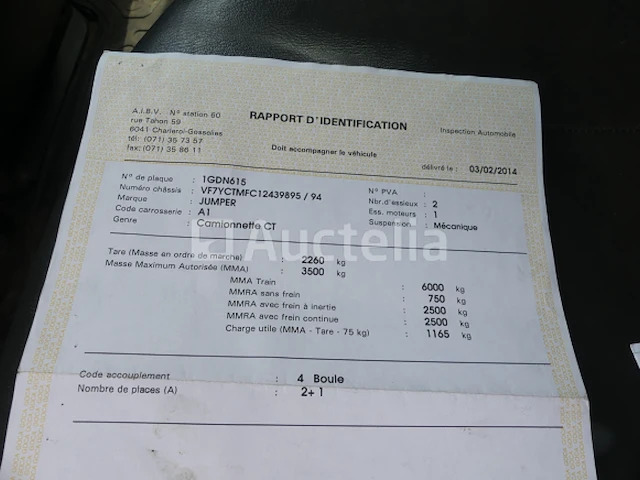 A.I.B.V. N° station 60
rue Tahon 59
6041 Charleroi-Gosselies
tél: (071) 35 73 57
fax: (071) 35 86 11
RAPPORT D'IDENTIFICATION
Inspection Automobile
Doit accompagner le véhicule
délivré le : 03/02/2014
N° de plaque : 1GDN615
Numéro châssis : VF7YCTMFC12439895 / 94
Marque : JUMPER
Code carrosserie : A1
Genre : Camionnette CT
N° PVA :
Nbr.d'essieux : 2
Ess. moteurs : 1
Suspension : Mécanique
Auctelia
Tare (Masse en ordre de marche) : 2260 kg
Masse Maximum Autorisée (MMA) : 3500 kg
MMA Train : 6000 kg
MMRA sans frein : 750 kg
MMRA avec frein à inertie : 2500 kg
MMRA avec frein continue : 2500 kg
Charge utile (MMA - Tare - 75 kg) : 1165 kg
Code accouplement : 4 Boule
Nombre de places (A) : 2+1